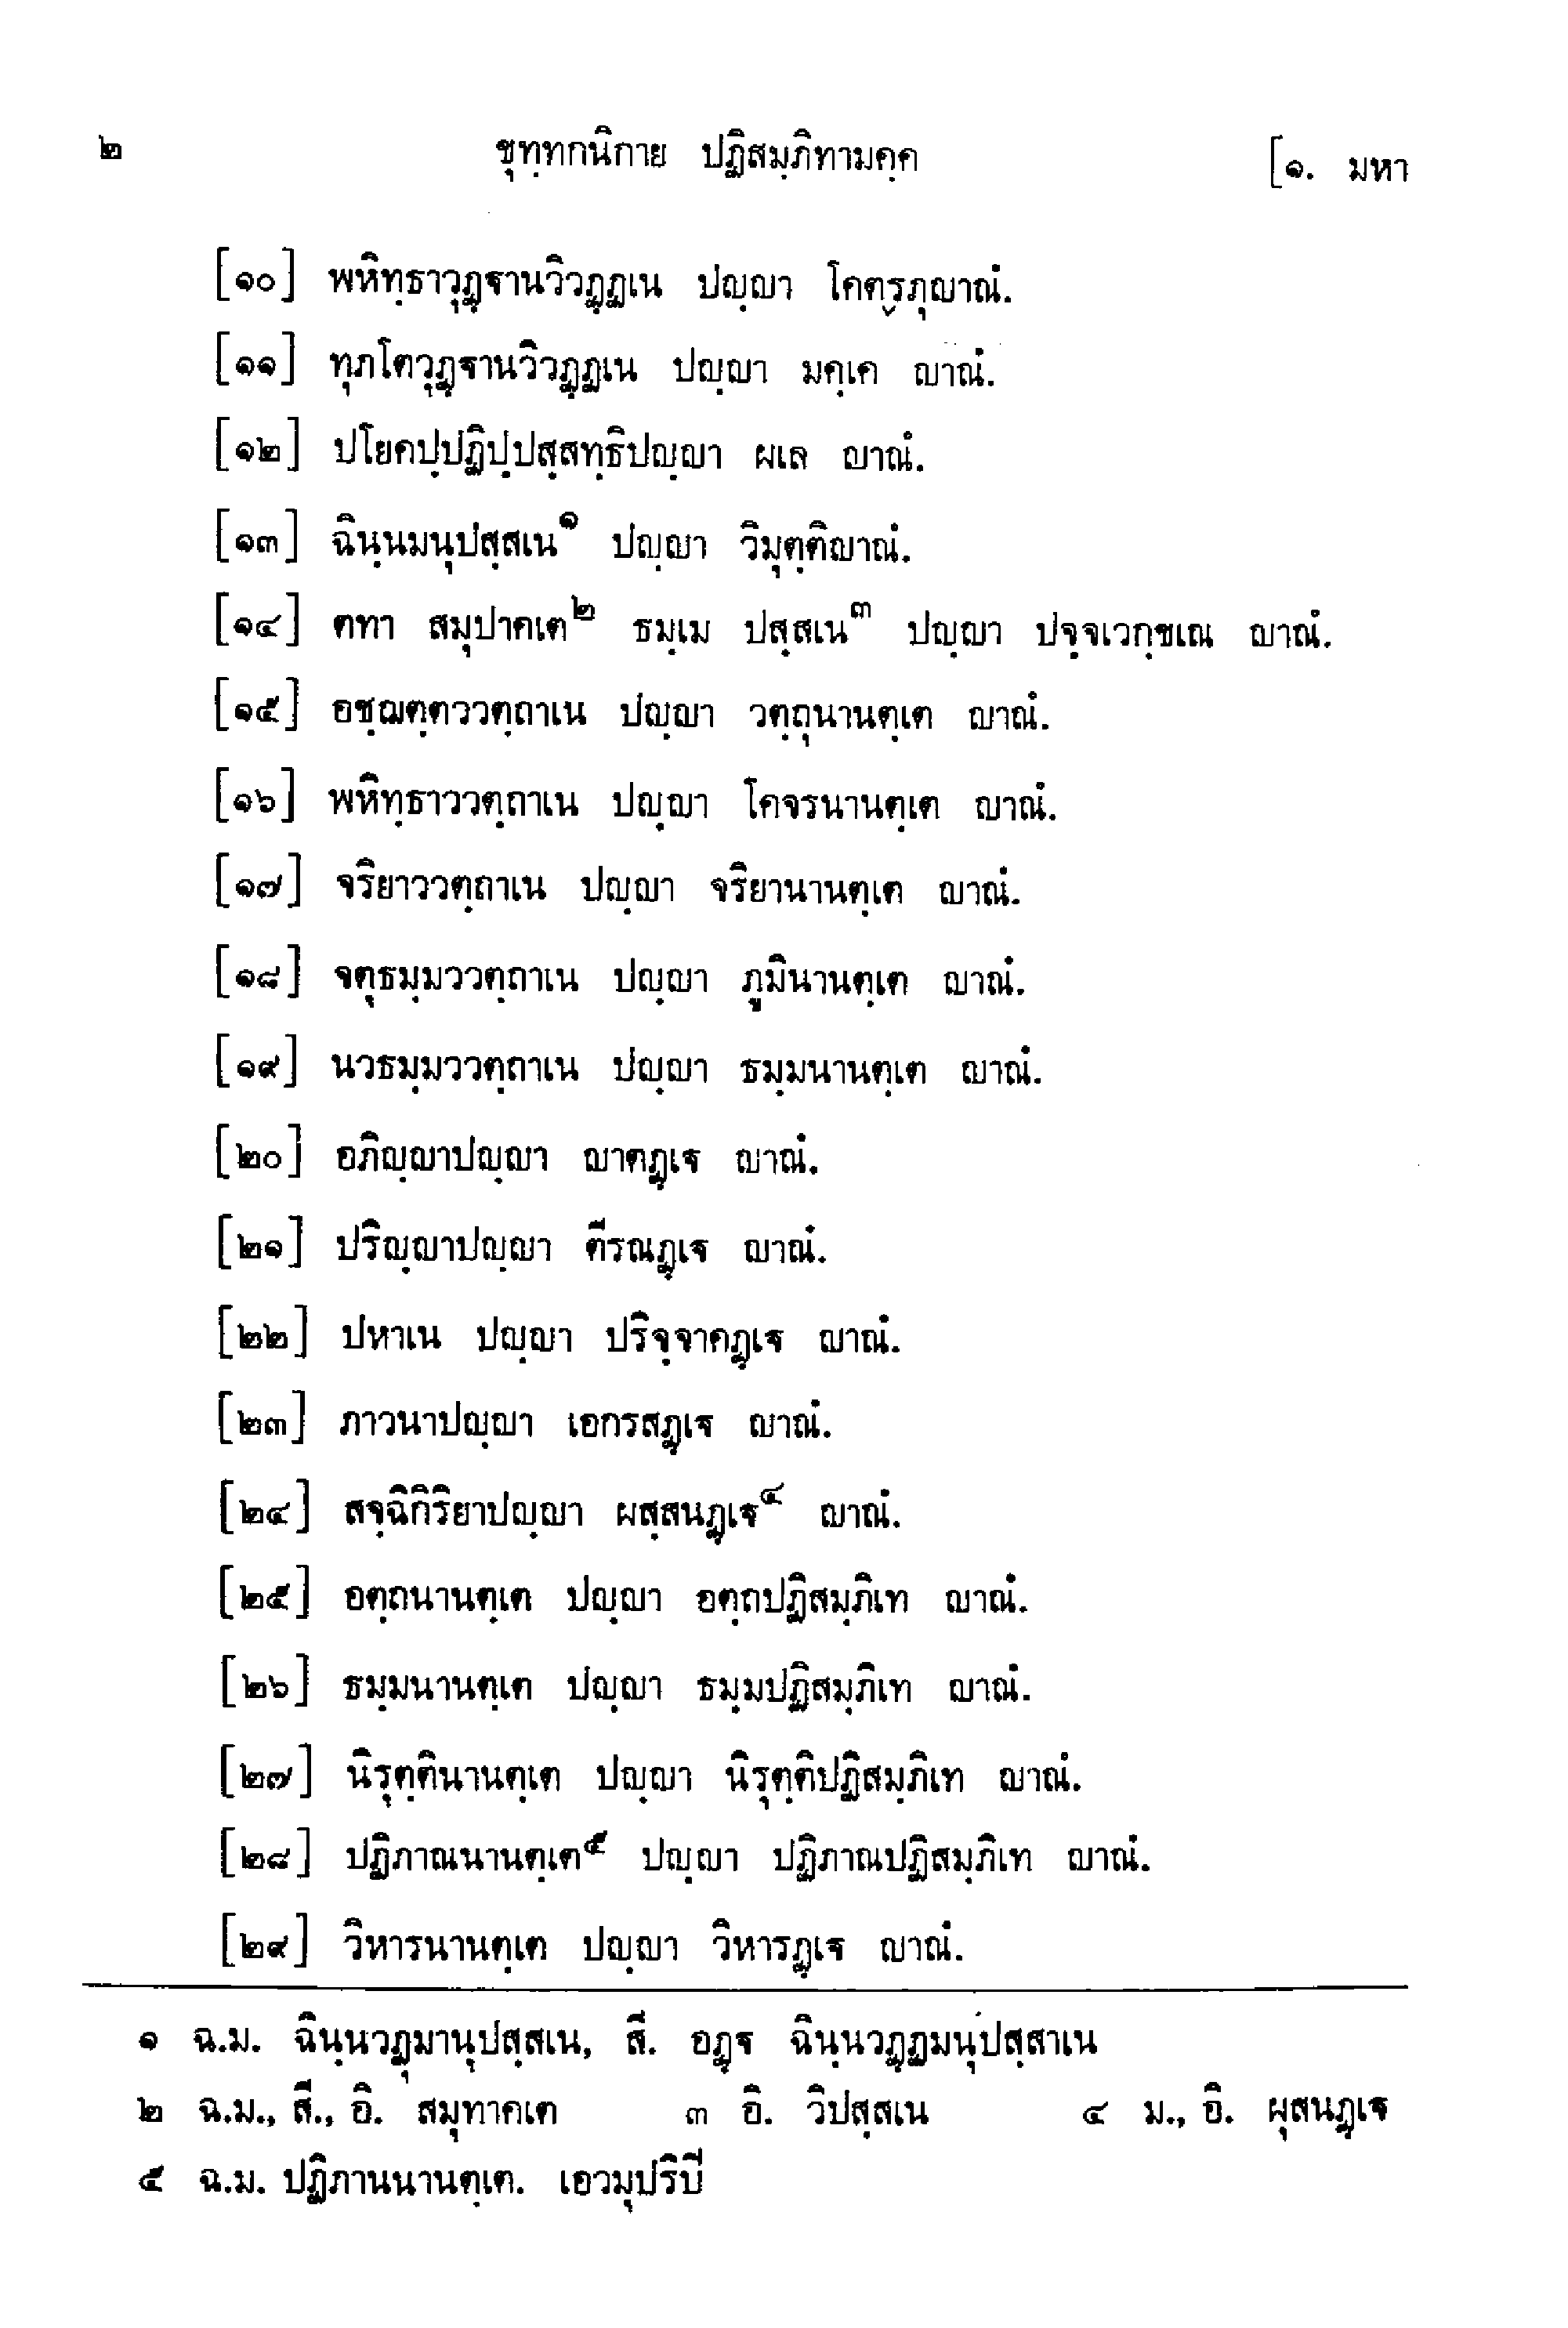 ๒ ขุทฺทกนิกาย ปฏิสมฺภิทามคฺค [๑. มหา
[๑๐] พหิทฺธาวุฏฺฐานวิวฏฺฏเน ปญฺญา โคตฺรภุญาณํ.
[๑๑] ทุภโตวุฏฺฐานวิวฏฺฏเน ปญฺญา มคฺเค ญาณํ.
[๑๒] ปโยคปฺปฏิปฺปสฺสทฺธิปญฺญา ผเล ญาณํ.
[๑๓] ฉินฺนมนุปสฺสเน๑ ปญฺญา วิมุตฺติญาณํ.
[๑๔] ตทา สมุปาคเต๒ ธมฺเม ปสฺสเน๓ ปญฺญา ปจฺจเวกฺขเณ ญาณํ.
[๑๕] อชฺฌตฺตววตฺถาเน ปญฺญา วตฺถุนานตฺเต ญาณํ.
[๑๖] พหิทฺธาววตฺถาเน ปญฺญา โคจรนานตฺเต ญาณํ.
[๑๗] จริยาววตฺถาเน ปญฺญา จริยานานตฺเต ญาณํ.
[๑๘] จตุธมฺมววตฺถาเน ปญฺญา ภูมินานตฺเต ญาณํ.
[๑๙] นวธมฺมววตฺถาเน ปญฺญา ธมฺมนานตฺเต ญาณํ.
[๒๐] อภิญฺญาปญฺญา ญาตฏฺเฐ ญาณํ.
[๒๑] ปริญฺญาปญฺญา ตีรณฏฺเฐ ญาณํ.
[๒๒] ปหาเน ปญฺญา ปริจฺจาคฏฺเฐ ญาณํ.
[๒๓] ภาวนาปญฺญา เอกรสฏฺเฐ ญาณํ.
[๒๔] สจฺฉิกิริยาปญฺญา ผสฺสนฏฺเฐ๔ ญาณํ.
[๒๕] อตฺถนานตฺเต ปญฺญา อตฺถปฏิสมฺภิเท ญาณํ.
[๒๖] ธมฺมนานตฺเต ปญฺญา ธมฺมปฏิสมฺภิเท ญาณํ.
[๒๗] นิรุตฺตินานตฺเต ปญฺญา นิรุตฺติปฏิสมฺภิเท ญาณํ.
[๒๘] ปฏิภาณนานตฺเต๕ ปญฺญา ปฏิภาณปฏิสมฺภิเท ญาณํ.
[๒๙] วิหารนานตฺเต ปญฺญา วิหารฏฺเฐ ญาณํ.
๑ ฉ.ม. ฉินฺนวฏุมานุปสฺสเน, สี. อฏฺฐ ฉินฺนวฏฺฏมนุปสฺสาเน
๒ ฉ.ม., สี., อิ. สมุทาคเต ๓ อิ. วิปสฺสเน ๔ ม., อิ. ผุสนฏฺเฐ
๕ ฉ.ม. ปฏิภานนานตฺเต. เอวมุปริปี